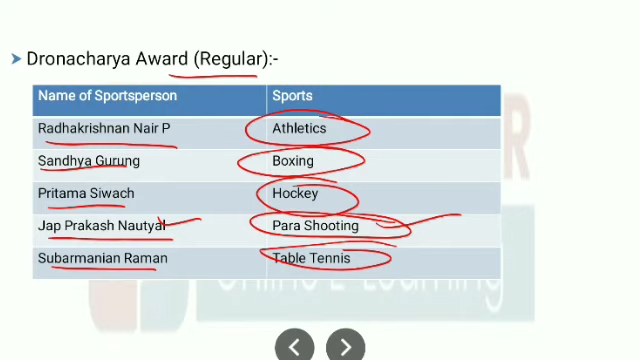 Dronacharya Award (Regular):-
Name of Sportsperson Sports
Radhakrishnan Nair P Athletics
Sandhya Gurung Boxing
Pritama Siwach Hockey
Jap Prakash Nautyal Para Shooting
Subarmanian Raman Table Tennis